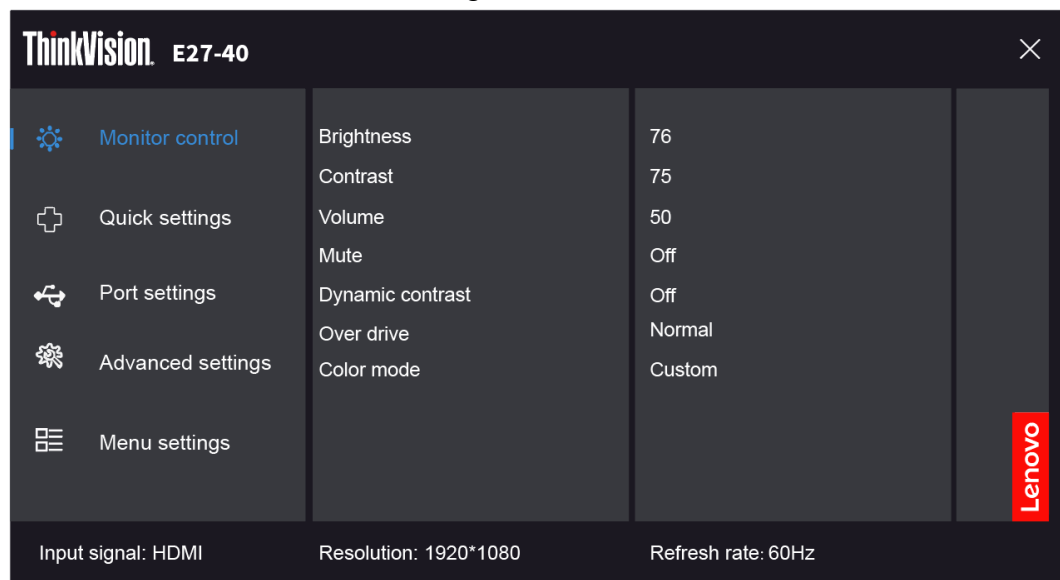 ThinkVision. E27-40
Monitor control
Quick settings
Port settings
Advanced settings
Menu settings
Brightness 76
Contrast 75
Volume 50
Mute Off
Dynamic contrast Off
Over drive Normal
Color mode Custom
Lenovo
Input signal: HDMI Resolution: 1920*1080 Refresh rate: 60Hz